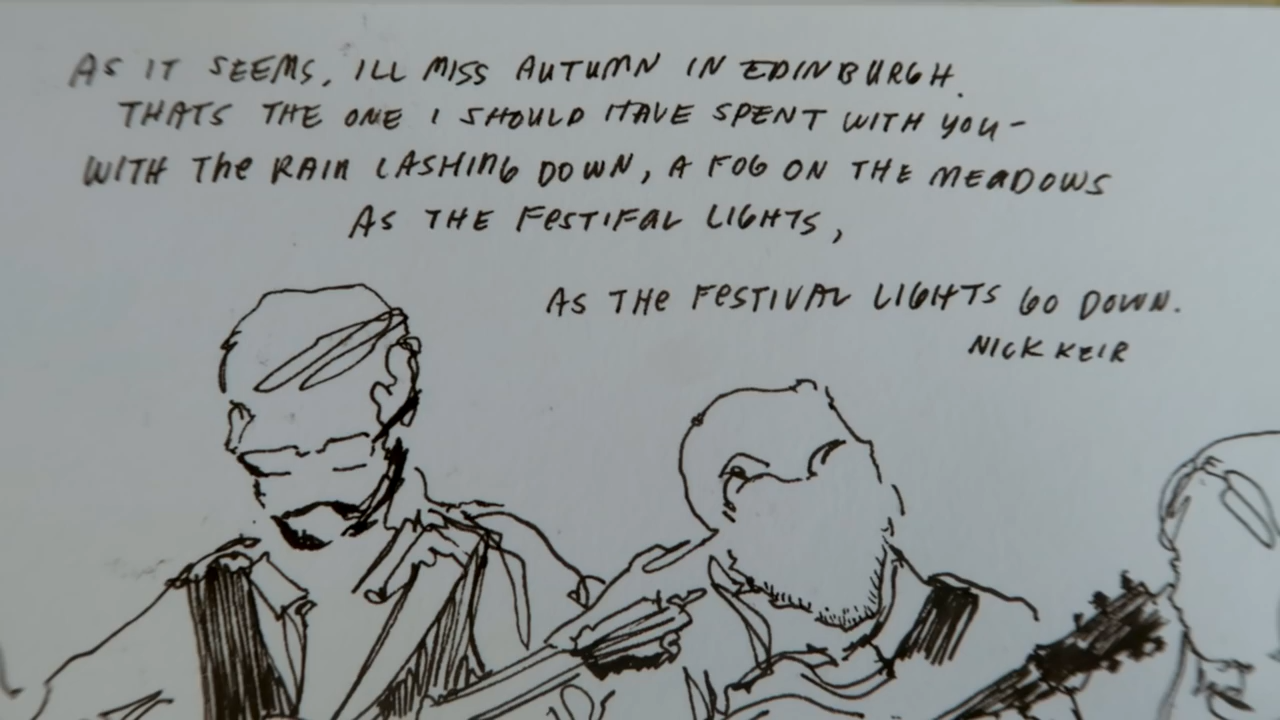 AS IT SEEMS, ILL MISS AUTUMN IN EDINBURGH.
THATS THE ONE I SHOULD HAVE SPENT WITH YOU-
WITH The RAIN LASHING DOWN, A FOG ON THE MEADOWS
AS THE FESTIFAL LIGHTS,
AS THE FESTIVAL LIGHTS GO DOWN.
NICK KEIR